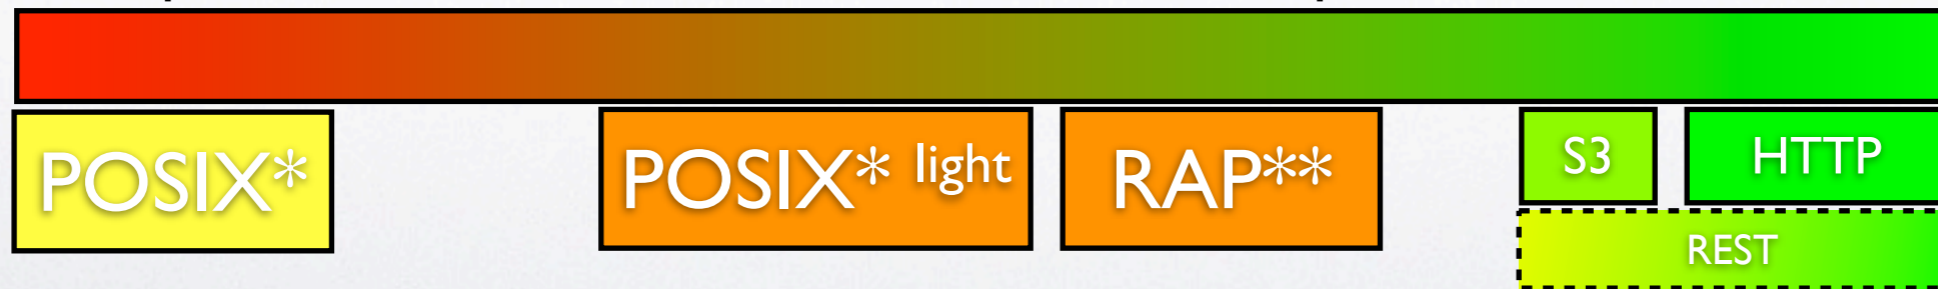 POSIX*
POSIX* light
RAP**
S3
HTTP
REST